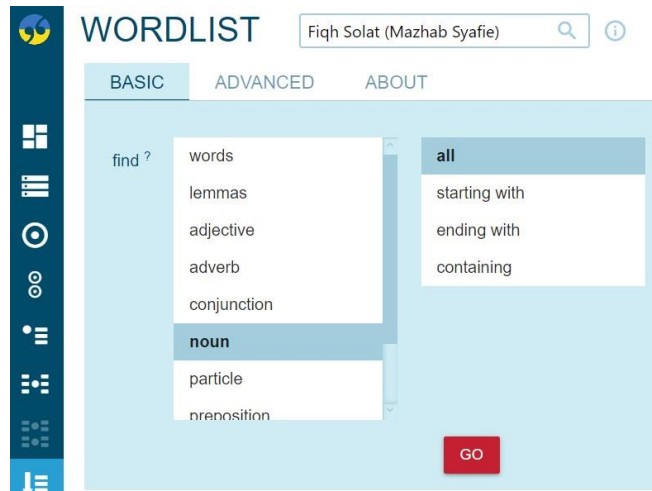 WORDLIST
Fiqh Solat (Mazhab Syafie)
BASIC
ADVANCED
ABOUT
find ?
words
lemmas
adjective
adverb
conjunction
noun
particle
preposition
all
starting with
ending with
containing
GO